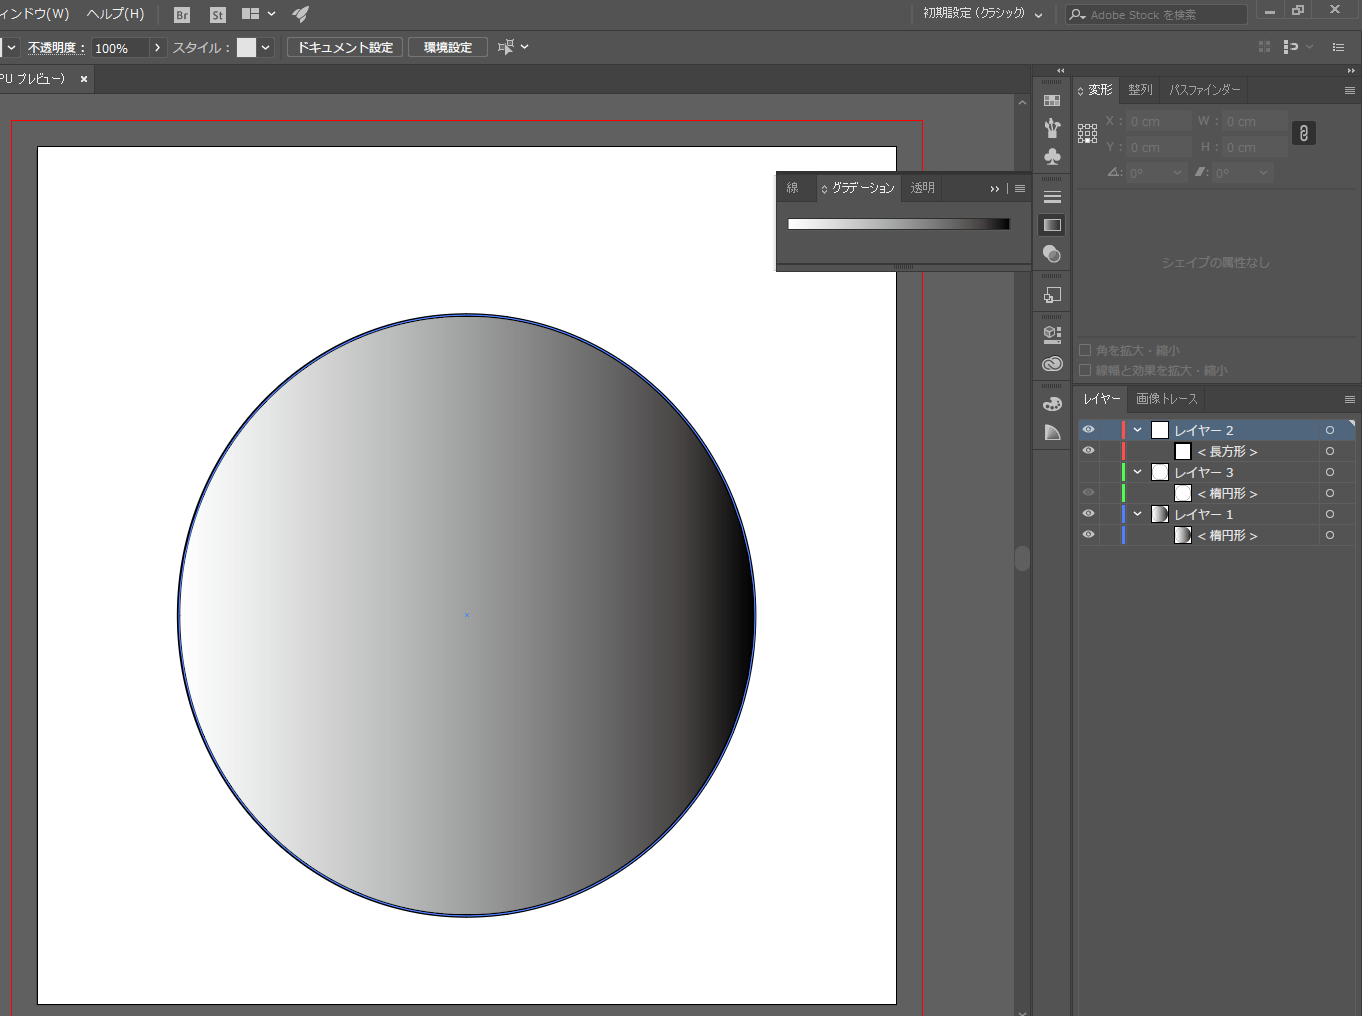 ィンドウ(W) ヘルプ(H) Br St 初期設定 (クラシック) Adobe Stock を検索
不透明度: 100% スタイル: ドキュメント設定 環境設定
PU プレビュー) ×
変形 整列 パスファインダー
X: 0 cm W: 0 cm
Y: 0 cm H: 0 cm
0° 0°
線 グラデーション 透明
シェイプの属性なし
角を拡大・縮小
線幅と効果を拡大・縮小
レイヤー 画像トレース
レイヤー 2
<長方形>
レイヤー 3
<楕円形>
レイヤー 1
<楕円形>